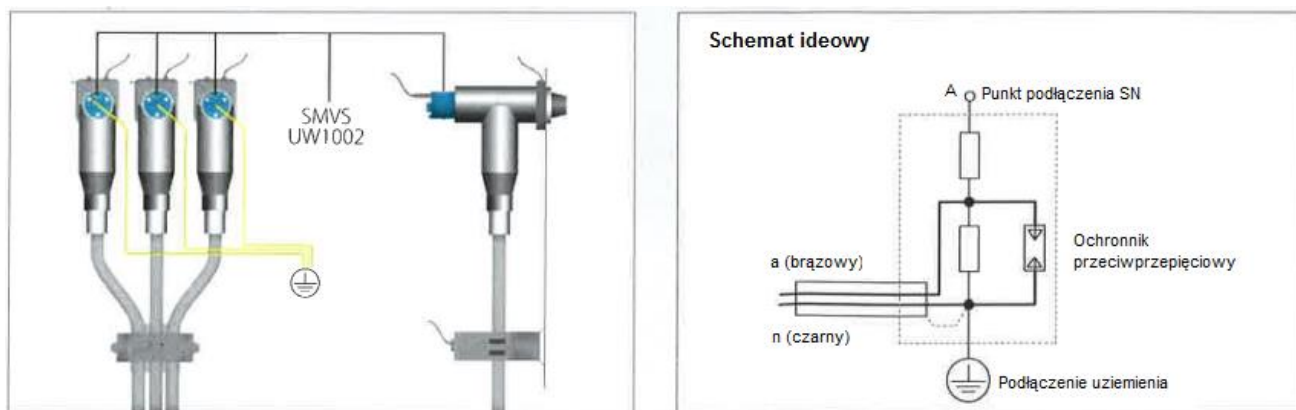 SMVS
UW1002
Schemat ideowy
A
Punkt podłączenia SN
Ochronnik
przeciwprzepięciowy
a (brązowy)
n (czarny)
Podłączenie uziemienia